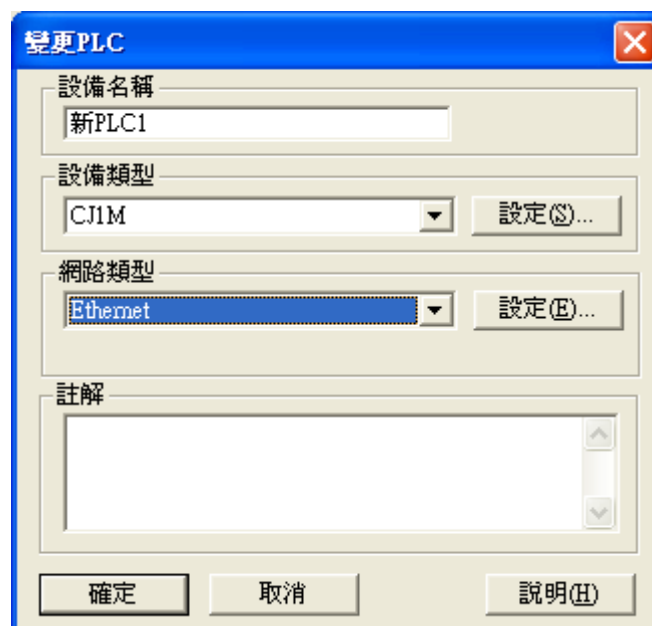 變更PLC
設備名稱
新PLC1
設備類型
CJ1M
設定(S)...
網路類型
Ethernet
設定(E)...
註解
確定
取消
說明(H)